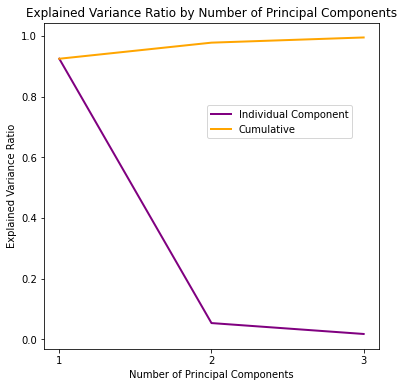 Explained Variance Ratio by Number of Principal Components
1.0
0.8
0.6
0.4
0.2
0.0
Explained Variance Ratio
Individual Component
Cumulative
1 2 3
Number of Principal Components